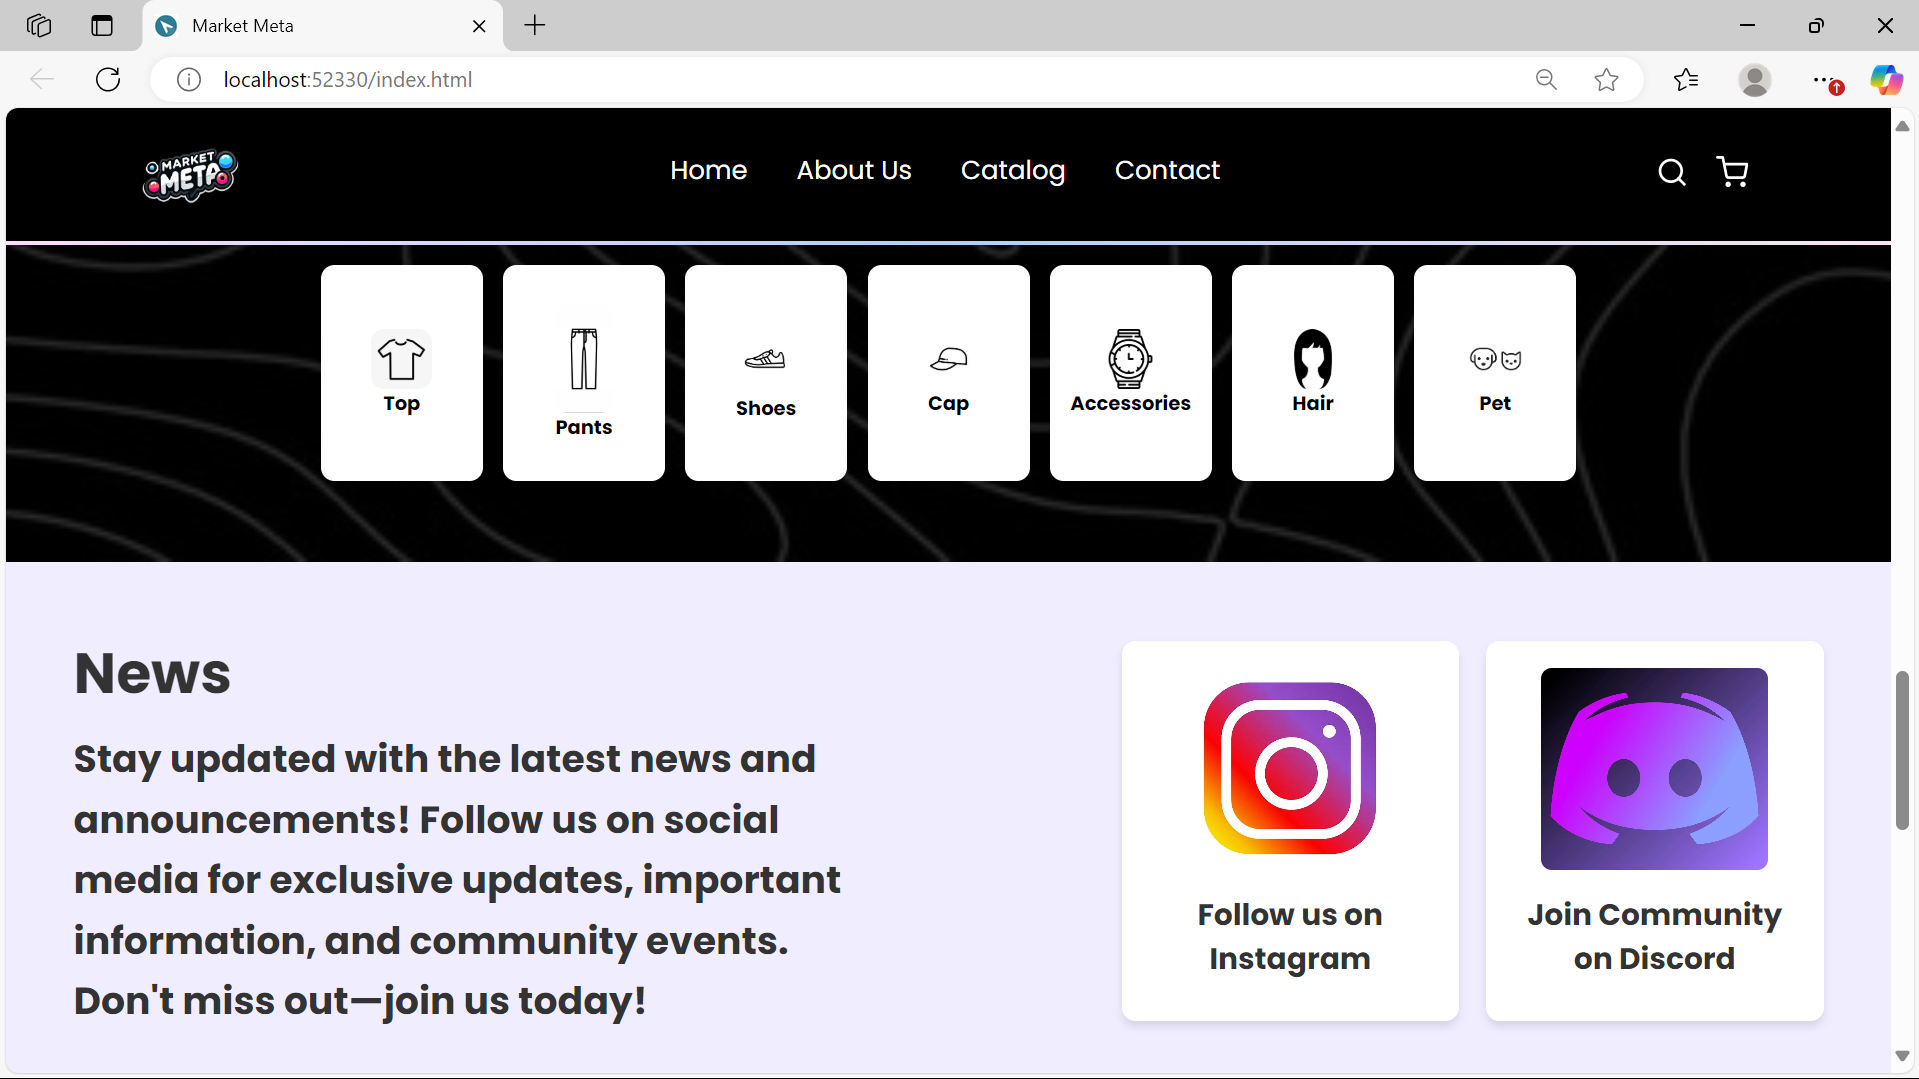 Market Meta
localhost:52330/index.html
MARKET
META
Home About Us Catalog Contact
Top
Pants
Shoes
Cap
Accessories
Hair
Pet
News
Stay updated with the latest news and
announcements! Follow us on social
media for exclusive updates, important
information, and community events.
Don't miss out—join us today!
Follow us on
Instagram
Join Community
on Discord